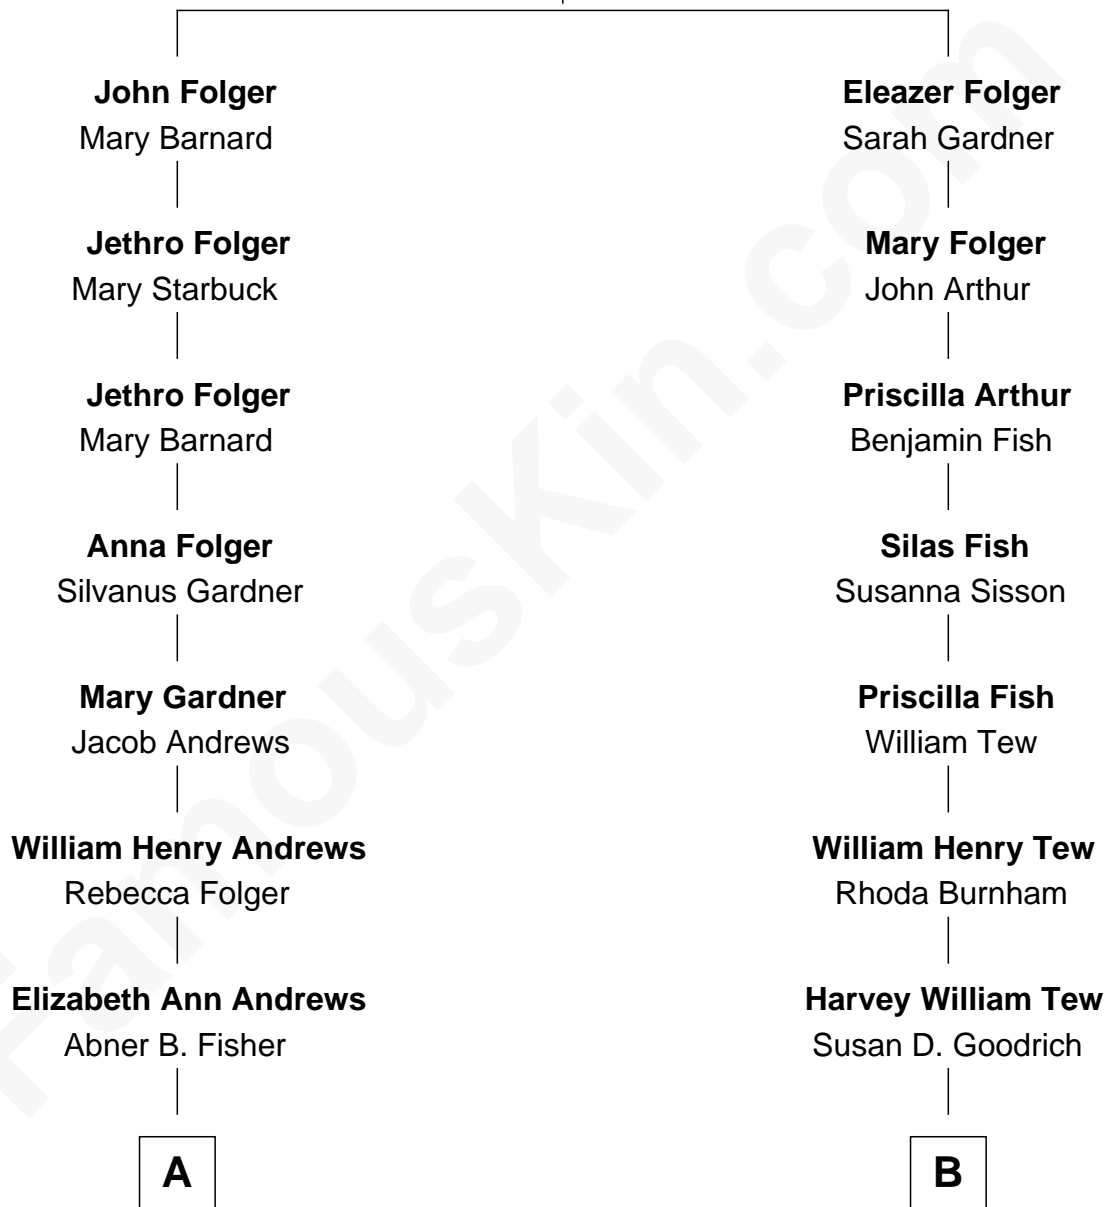 John Folger
Mary Barnard
Jethro Folger
Mary Starbuck
Jethro Folger
Mary Barnard
Anna Folger
Silvanus Gardner
Mary Gardner
Jacob Andrews
William Henry Andrews
Rebecca Folger
Elizabeth Ann Andrews
Abner B. Fisher
A
Eleazer Folger
Sarah Gardner
Mary Folger
John Arthur
Priscilla Arthur
Benjamin Fish
Silas Fish
Susanna Sisson
Priscilla Fish
William Tew
William Henry Tew
Rhoda Burnham
Harvey William Tew
Susan D. Goodrich
B
FamousKin.com